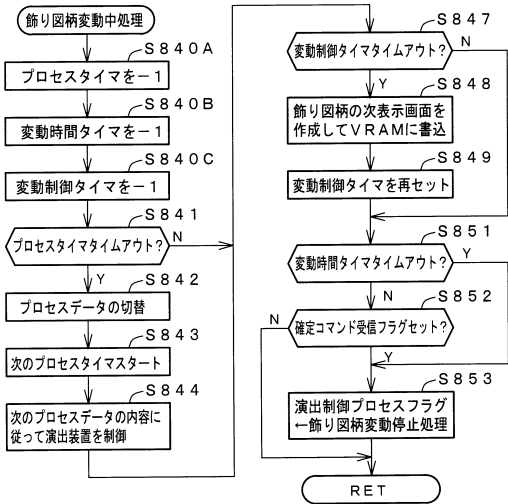 飾り図柄変動中処理
S840A
プロセスタイマを－1
S840B
変動時間タイマを－1
S840C
変動制御タイマを－1
S841
プロセスタイマタイムアウト？
N
Y
S842
プロセスデータの切替
S843
次のプロセスタイマスタート
S844
次のプロセスデータの内容に
従って演出装置を制御
S847
変動制御タイマタイムアウト？
N
Y
S848
飾り図柄の次表示画面を
作成してVRAMに書込
S849
変動制御タイマを再セット
S851
変動時間タイマタイムアウト？
Y
N
S852
N
確定コマンド受信フラグセット？
Y
S853
演出制御プロセスフラグ
←飾り図柄変動停止処理
RET